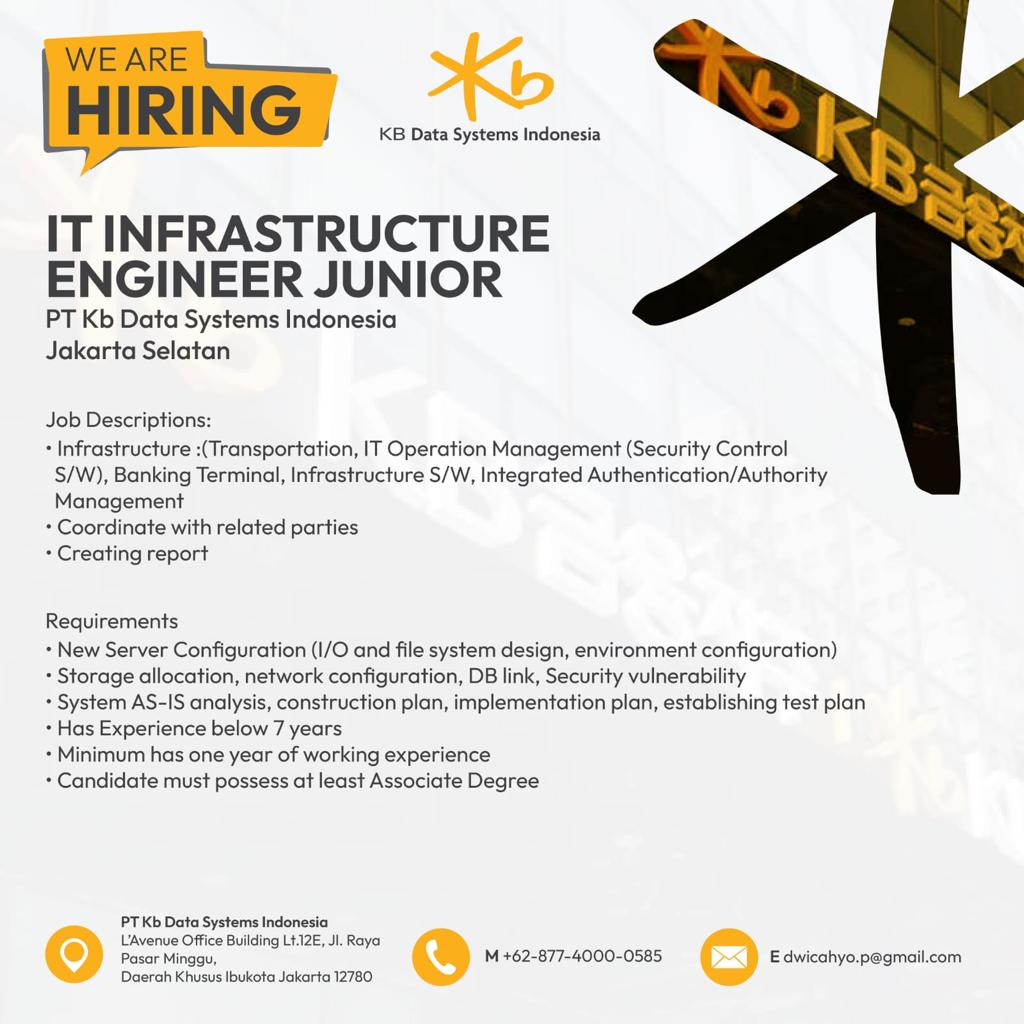 WE ARE
HIRING
Kb
KB Data Systems Indonesia
Kb KB금융
IT INFRASTRUCTURE
ENGINEER JUNIOR
PT Kb Data Systems Indonesia
Jakarta Selatan
Job Descriptions:
• Infrastructure :(Transportation, IT Operation Management (Security Control
S/W), Banking Terminal, Infrastructure S/W, Integrated Authentication/Authority
Management
• Coordinate with related parties
• Creating report
Requirements
• New Server Configuration (I/O and file system design, environment configuration)
• Storage allocation, network configuration, DB link, Security vulnerability
• System AS-IS analysis, construction plan, implementation plan, establishing test plan
• Has Experience below 7 years
• Minimum has one year of working experience
• Candidate must possess at least Associate Degree
PT Kb Data Systems Indonesia
L'Avenue Office Building Lt.12E, Jl. Raya
Pasar Minggu,
Daerah Khusus Ibukota Jakarta 12780
M +62-877-4000-0585
E dwicahyo.p@gmail.com